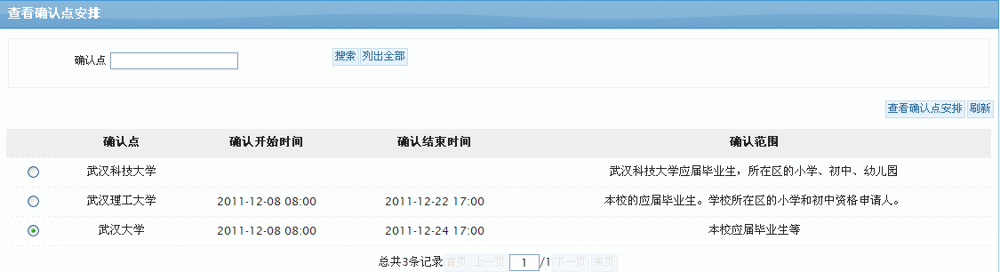 查看确认点安排
确认点 搜索 列出全部
查看确认点安排 刷新
确认点 确认开始时间 确认结束时间 确认范围
武汉科技大学 武汉科技大学应届毕业生，所在区的小学、初中、幼儿园
武汉理工大学 2011-12-08 08:00 2011-12-22 17:00 本校的应届毕业生。学校所在区的小学和初中资格申请人。
武汉大学 2011-12-08 08:00 2011-12-24 17:00 本校应届毕业生等
总共3条记录 首页 上一页 1 /1 下一页 末页